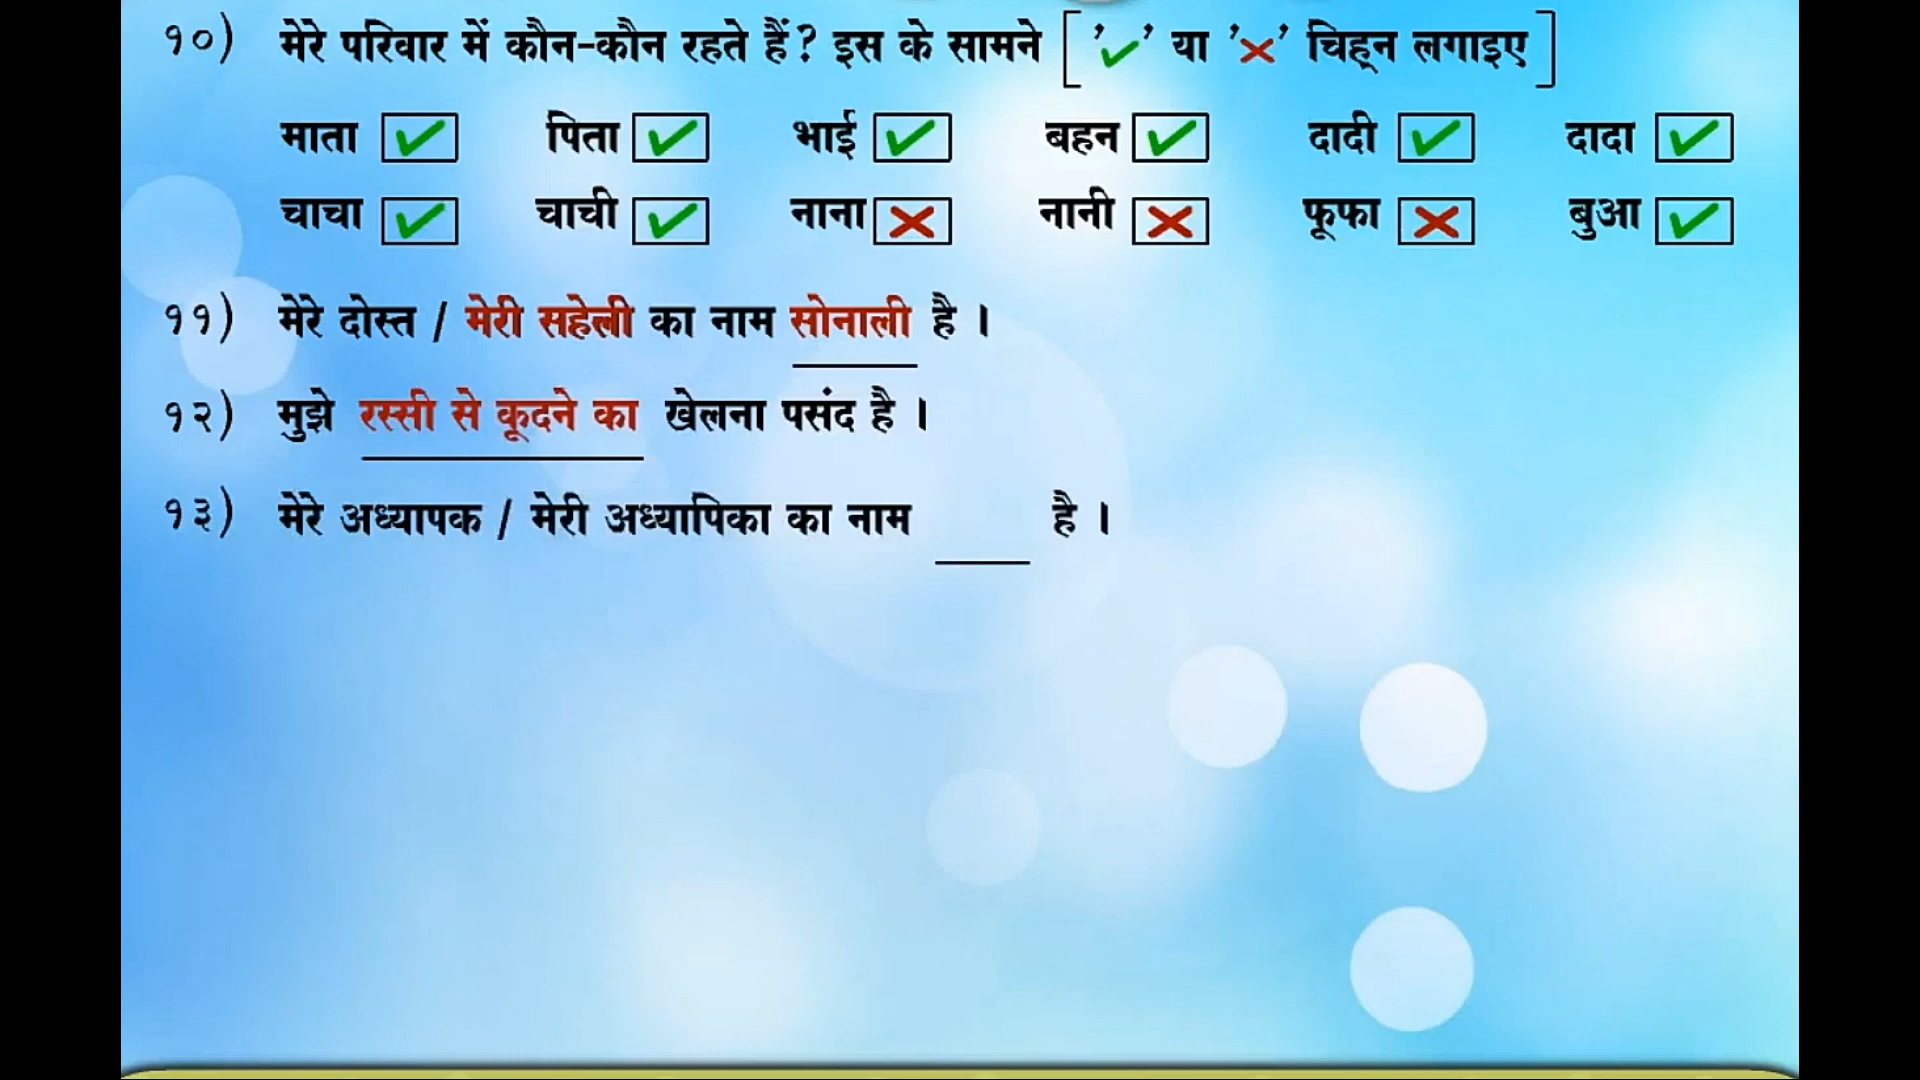 १०) मेरे परिवार में कौन-कौन रहते हैं? इस के सामने ['✓' या '✗' चिह्न लगाइए]
माता ✓ पिता ✓ भाई ✓ बहन ✓ दादी ✓ दादा ✓
चाचा ✓ चाची ✓ नाना ✗ नानी ✗ फूफा ✗ बुआ ✓
११) मेरे दोस्त / मेरी सहेली का नाम सोनाली है ।
१२) मुझे रस्सी से कूदने का खेलना पसंद है ।
१३) मेरे अध्यापक / मेरी अध्यापिका का नाम ____ है ।